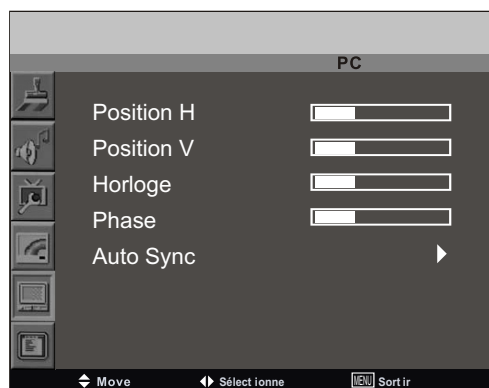 PC
Position H
Position V
Horloge
Phase
Auto Sync
Move Sélect ionne MENU Sort ir